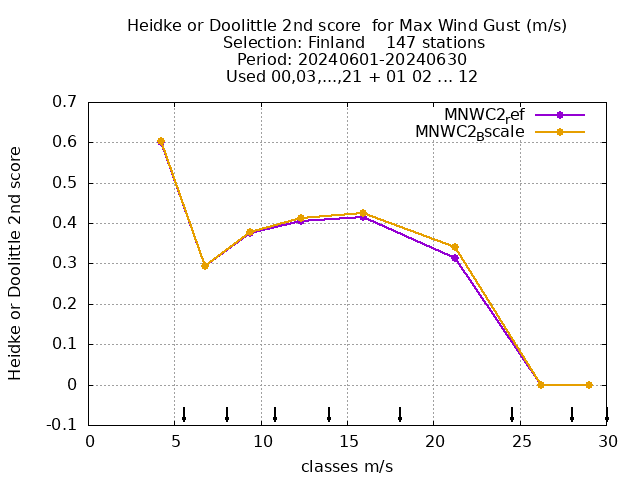 Heidke or Doolittle 2nd score  for Max Wind Gust (m/s)
Selection: Finland    147 stations
Period: 20240601-20240630
Used 00,03,...,21 + 01 02 ... 12
MNWC2ref
MNWC2Bscale
Heidke or Doolittle 2nd score
0.7
0.6
0.5
0.4
0.3
0.2
0.1
0
-0.1
0 5 10 15 20 25 30
classes m/s